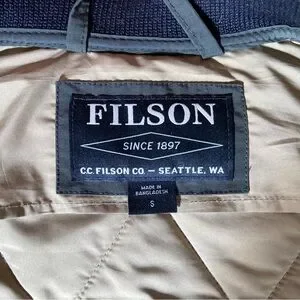 FILSON
SINCE 1897
C.C. FILSON CO — SEATTLE, WA
MADE IN
BANGLADESH
S